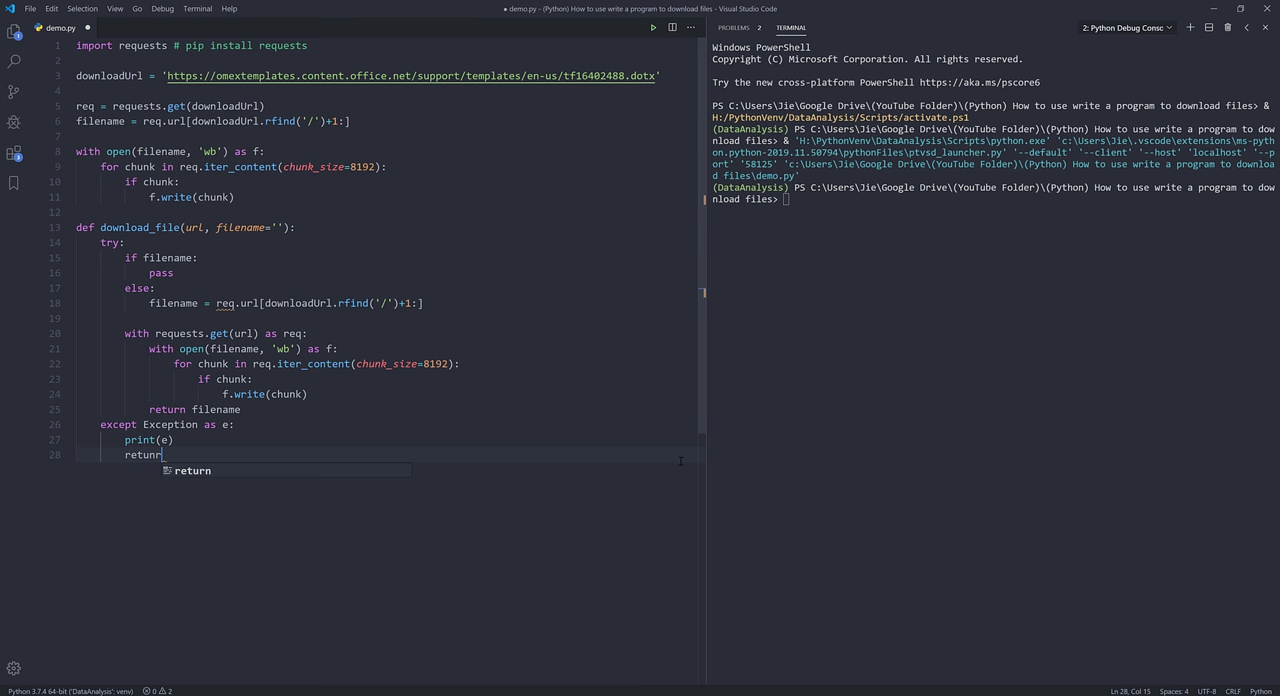 File Edit Selection View Go Debug Terminal Help
● demo.py - (Python) How to use write a program to download files - Visual Studio Code
demo.py ●
1 import requests # pip install requests
2
3 downloadUrl = 'https://omextemplates.content.office.net/support/templates/en-us/tf16402488.dotx'
4
5 req = requests.get(downloadUrl)
6 filename = req.url[downloadUrl.rfind('/')+1:]
7
8 with open(filename, 'wb') as f:
9 for chunk in req.iter_content(chunk_size=8192):
10 if chunk:
11 f.write(chunk)
12
13 def download_file(url, filename=''):
14 try:
15 if filename:
16 pass
17 else:
18 filename = req.url[downloadUrl.rfind('/')+1:]
19
20 with requests.get(url) as req:
21 with open(filename, 'wb') as f:
22 for chunk in req.iter_content(chunk_size=8192):
23 if chunk:
24 f.write(chunk)
25 return filename
26 except Exception as e:
27 print(e)
28 retunr
return
PROBLEMS 2 TERMINAL
2: Python Debug Consc
Windows PowerShell
Copyright (C) Microsoft Corporation. All rights reserved.
Try the new cross-platform PowerShell https://aka.ms/pscore6
PS C:\Users\Jie\Google Drive\(YouTube Folder)\(Python) How to use write a program to download files> &
H:/PythonVenv/DataAnalysis/Scripts/activate.ps1
(DataAnalysis) PS C:\Users\Jie\Google Drive\(YouTube Folder)\(Python) How to use write a program to dow
nload files> & 'H:\PythonVenv\DataAnalysis\Scripts\python.exe' 'c:\Users\Jie\.vscode\extensions\ms-pyth
on.python-2019.11.50794\pythonFiles\ptvsd_launcher.py' '--default' '--client' '--host' 'localhost' '--p
ort' '58125' 'c:\Users\Jie\Google Drive\(YouTube Folder)\(Python) How to use write a program to downloa
d files\demo.py'
(DataAnalysis) PS C:\Users\Jie\Google Drive\(YouTube Folder)\(Python) How to use write a program to dow
nload files>
1
3
Python 3.7.4 64-bit ('DataAnalysis': venv) 0 2
Ln 28, Col 15 Spaces: 4 UTF-8 CRLF Python